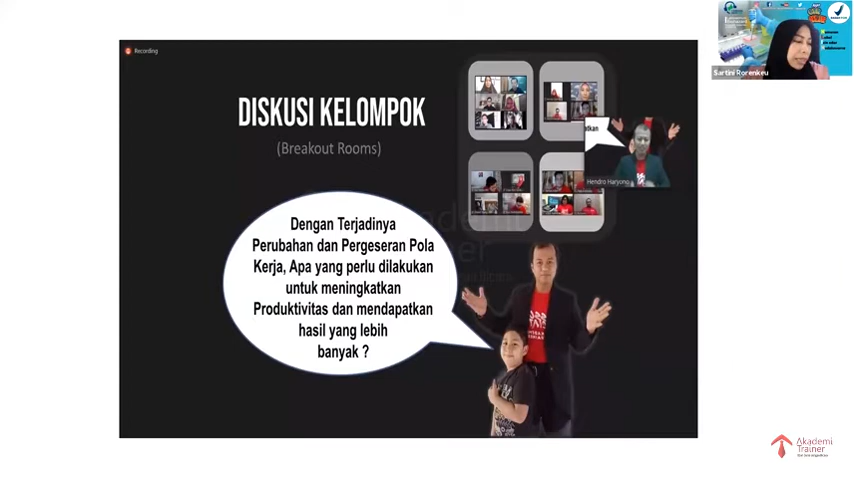 Recording
DISKUSI KELOMPOK
(Breakout Rooms)
Dengan Terjadinya
Perubahan dan Pergeseran Pola
Kerja, Apa yang perlu dilakukan
untuk meningkatkan
Produktivitas dan mendapatkan
hasil yang lebih
banyak ?
Hendro Haryono
Sartini Rorenkeu
Akademi
Trainer